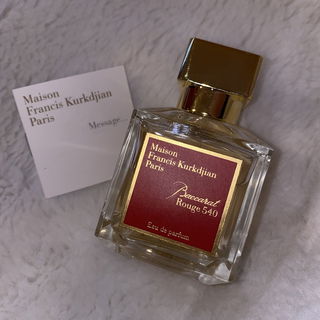 Maison
Francis Kurkdjian
Paris
Message...
Maison
Francis Kurkdjian
Paris
Baccarat
Rouge 540
Eau de parfum